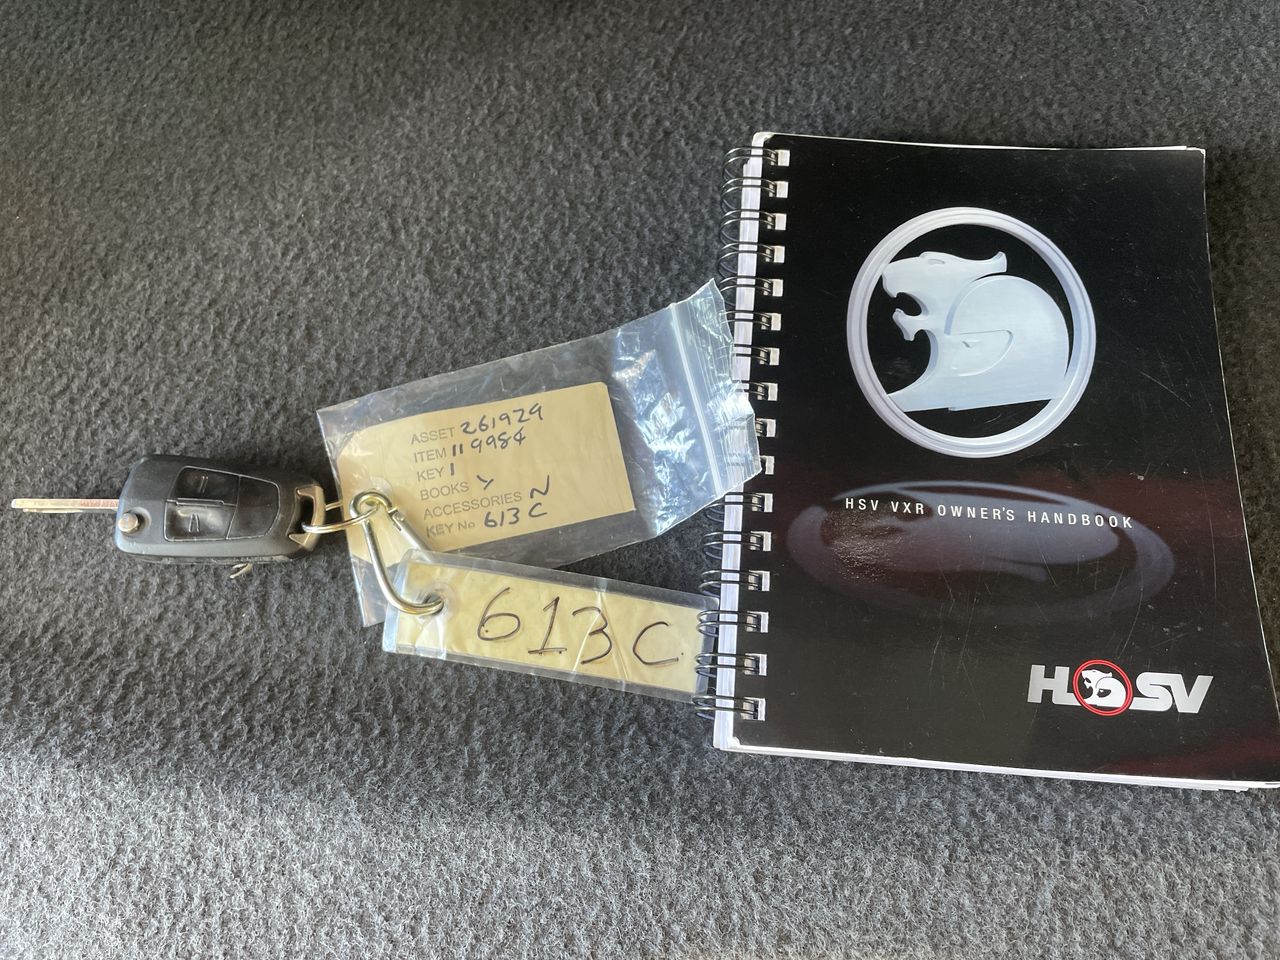 ASSET 261929
ITEM 119984
KEY 1
BOOKS Y
ACCESSORIES N
KEY No 613C
613C
HSV VXR OWNER'S HANDBOOK
HSV